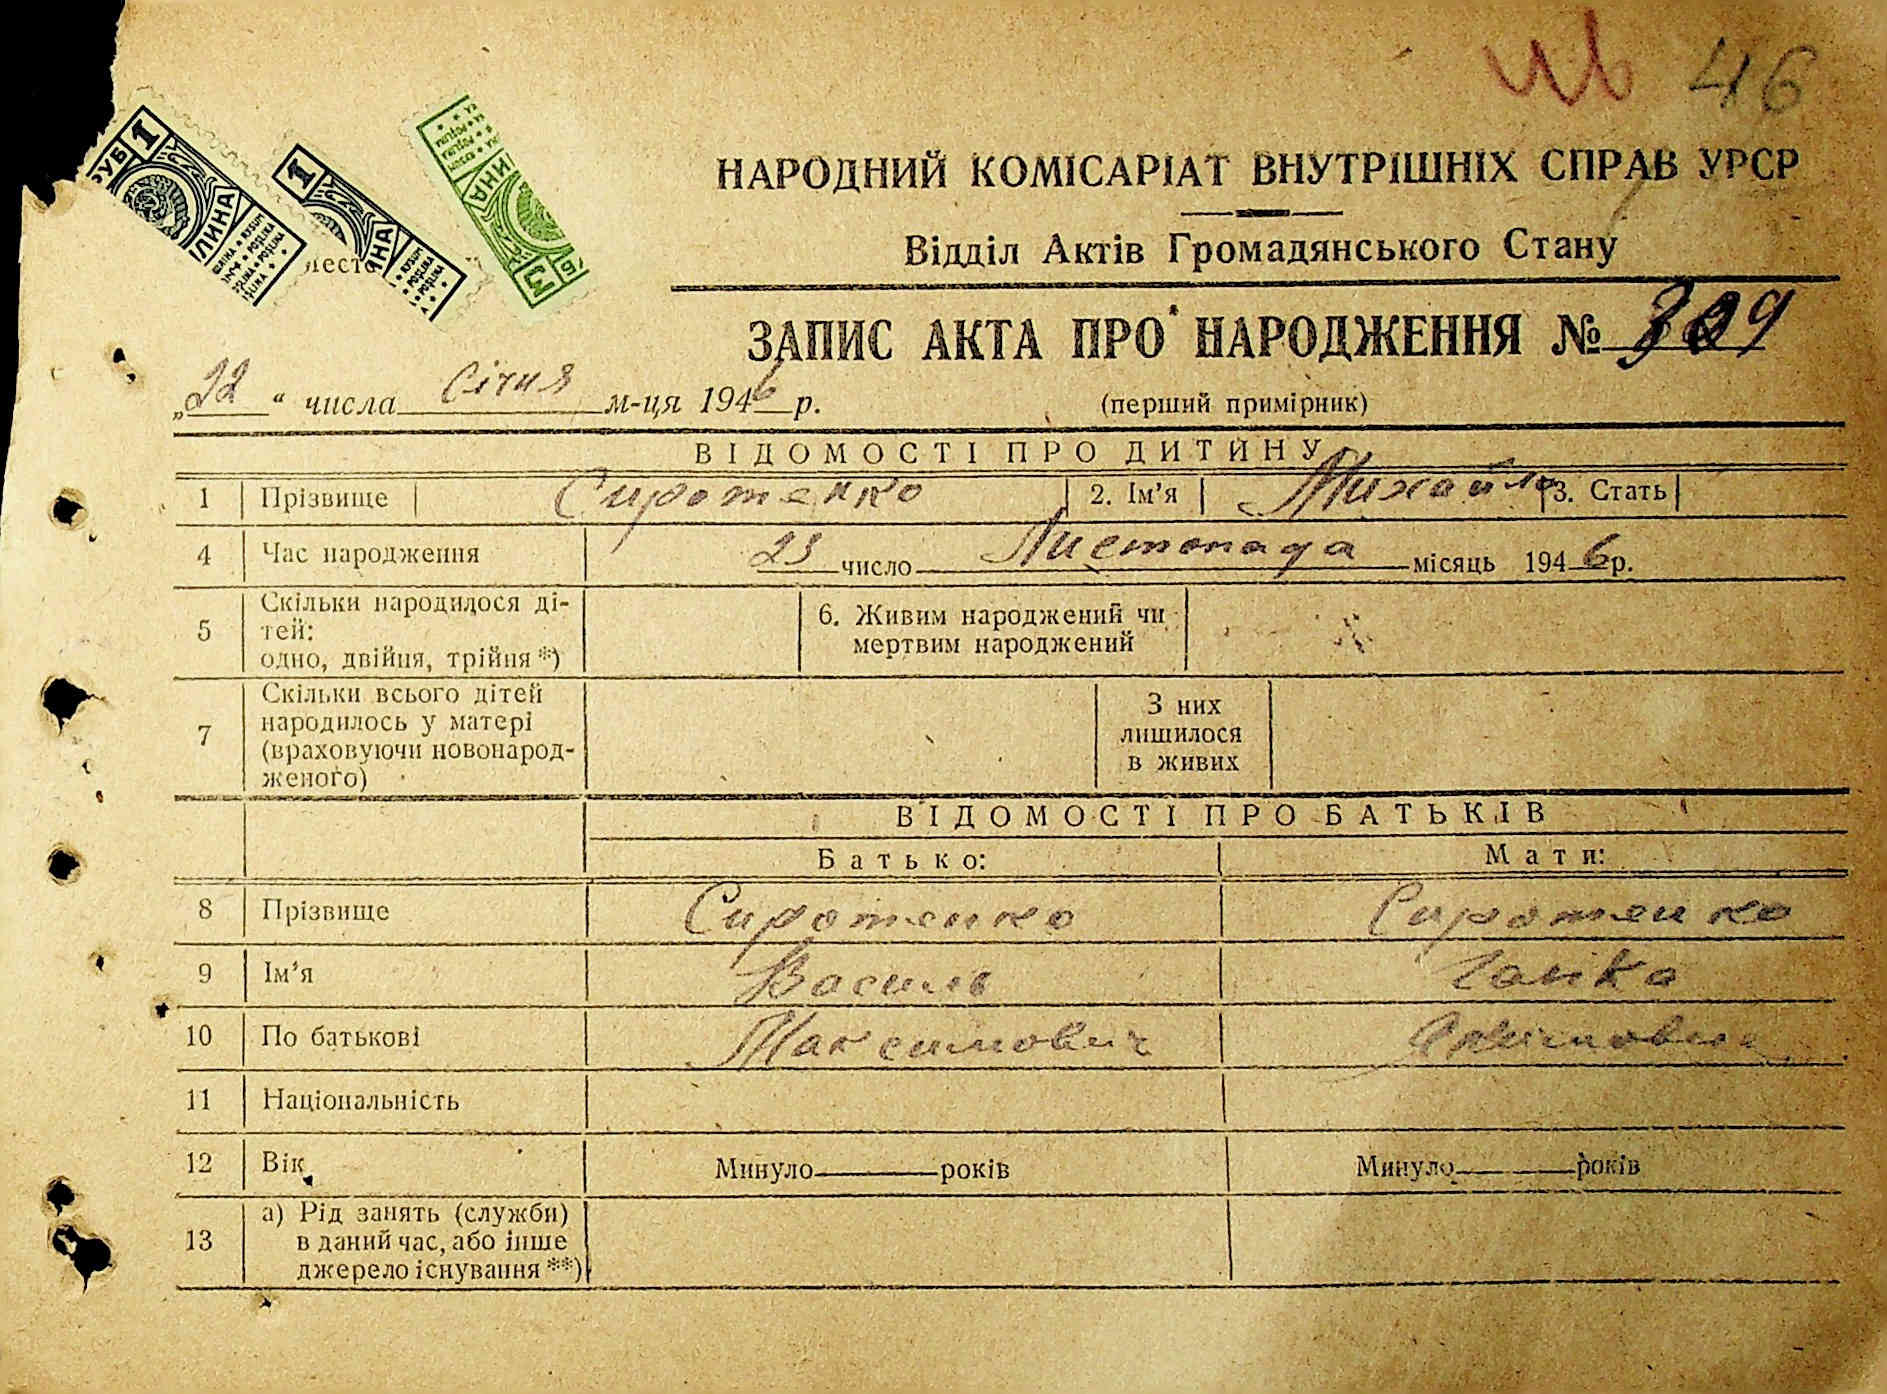 46
НАРОДНИЙ КОМІСАРІАТ ВНУТРІШНІХ СПРАВ УРСР
Відділ Актів Громадянського Стану
ЗАПИС АКТА ПРО НАРОДЖЕННЯ №
„22“ числа Січня м-ця 1946 р. (перший примірник)
ВІДОМОСТІ ПРО ДИТИНУ
1 Прізвище Сиротенко 2. Ім’я Михайло 3. Стать
4 Час народження 23 число Листопада місяць 1946 р.
5 Скільки народилося ді-
тей:
одно, двійня, трійня *)
6. Живим народжений чи
мертвим народжений
7 Скільки всього дітей
народилось у матері
(враховуючи новонарод-
женого)
З них
лишилося
в живих
ВІДОМОСТІ ПРО БАТЬКІВ
Батько: Мати:
8 Прізвище Сиротенко Сиротенко
9 Ім’я Василь Ганка
10 По батькові Максимович
11 Національність
12 Вік Минуло років Минуло років
13 а) Рід занять (служби)
в даний час, або інше
джерело існування **)